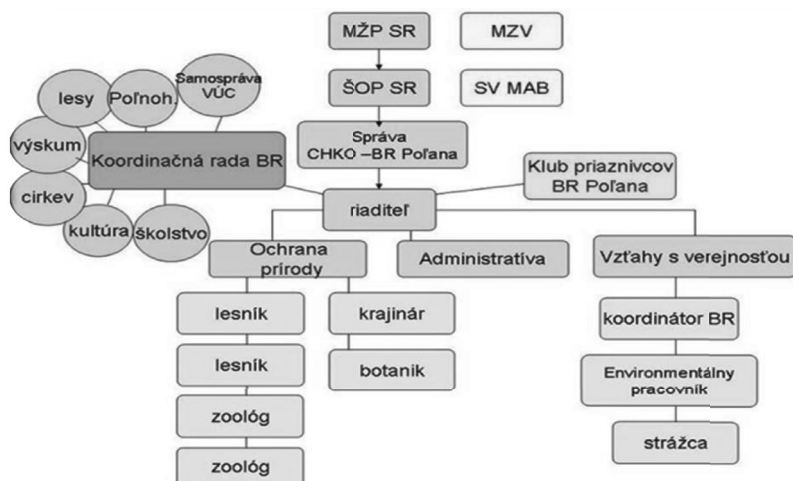 MŽP SR
MZV
ŠOP SR
SV MAB
Samospráva
VÚC
Poľnoh.
lesy
výskum
Koordinačná rada BR
cirkev
kultúra
školstvo
Správa
CHKO –BR Poľana
Klub priaznivcov
BR Poľana
riaditeľ
Ochrana
prírody
Administratíva
Vzťahy s verejnosťou
lesník
krajinár
koordinátor BR
lesník
botanik
Environmentálny
pracovník
zoológ
strážca
zoológ